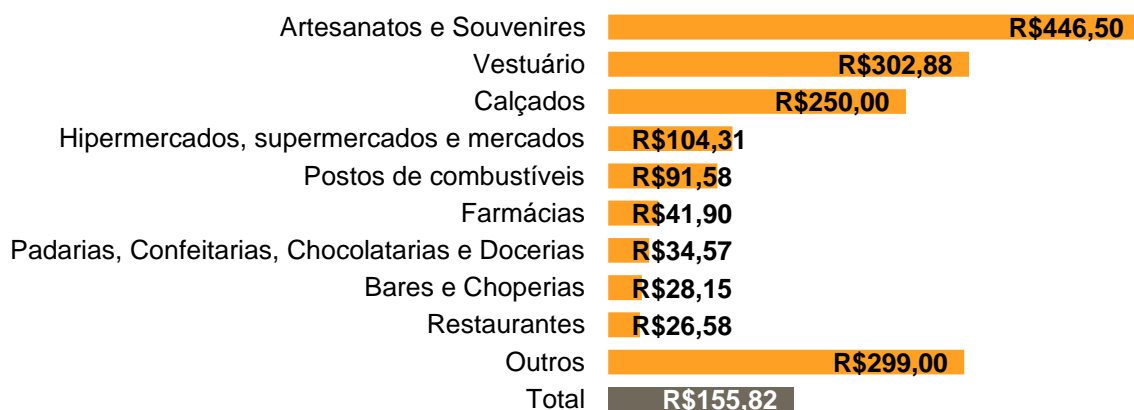 Artesanatos e Souvenires R$446,50
Vestuário R$302,88
Calçados R$250,00
Hipermercados, supermercados e mercados R$104,31
Postos de combustíveis R$91,58
Farmácias R$41,90
Padarias, Confeitarias, Chocolatarias e Docerias R$34,57
Bares e Choperias R$28,15
Restaurantes R$26,58
Outros R$299,00
Total R$155,82